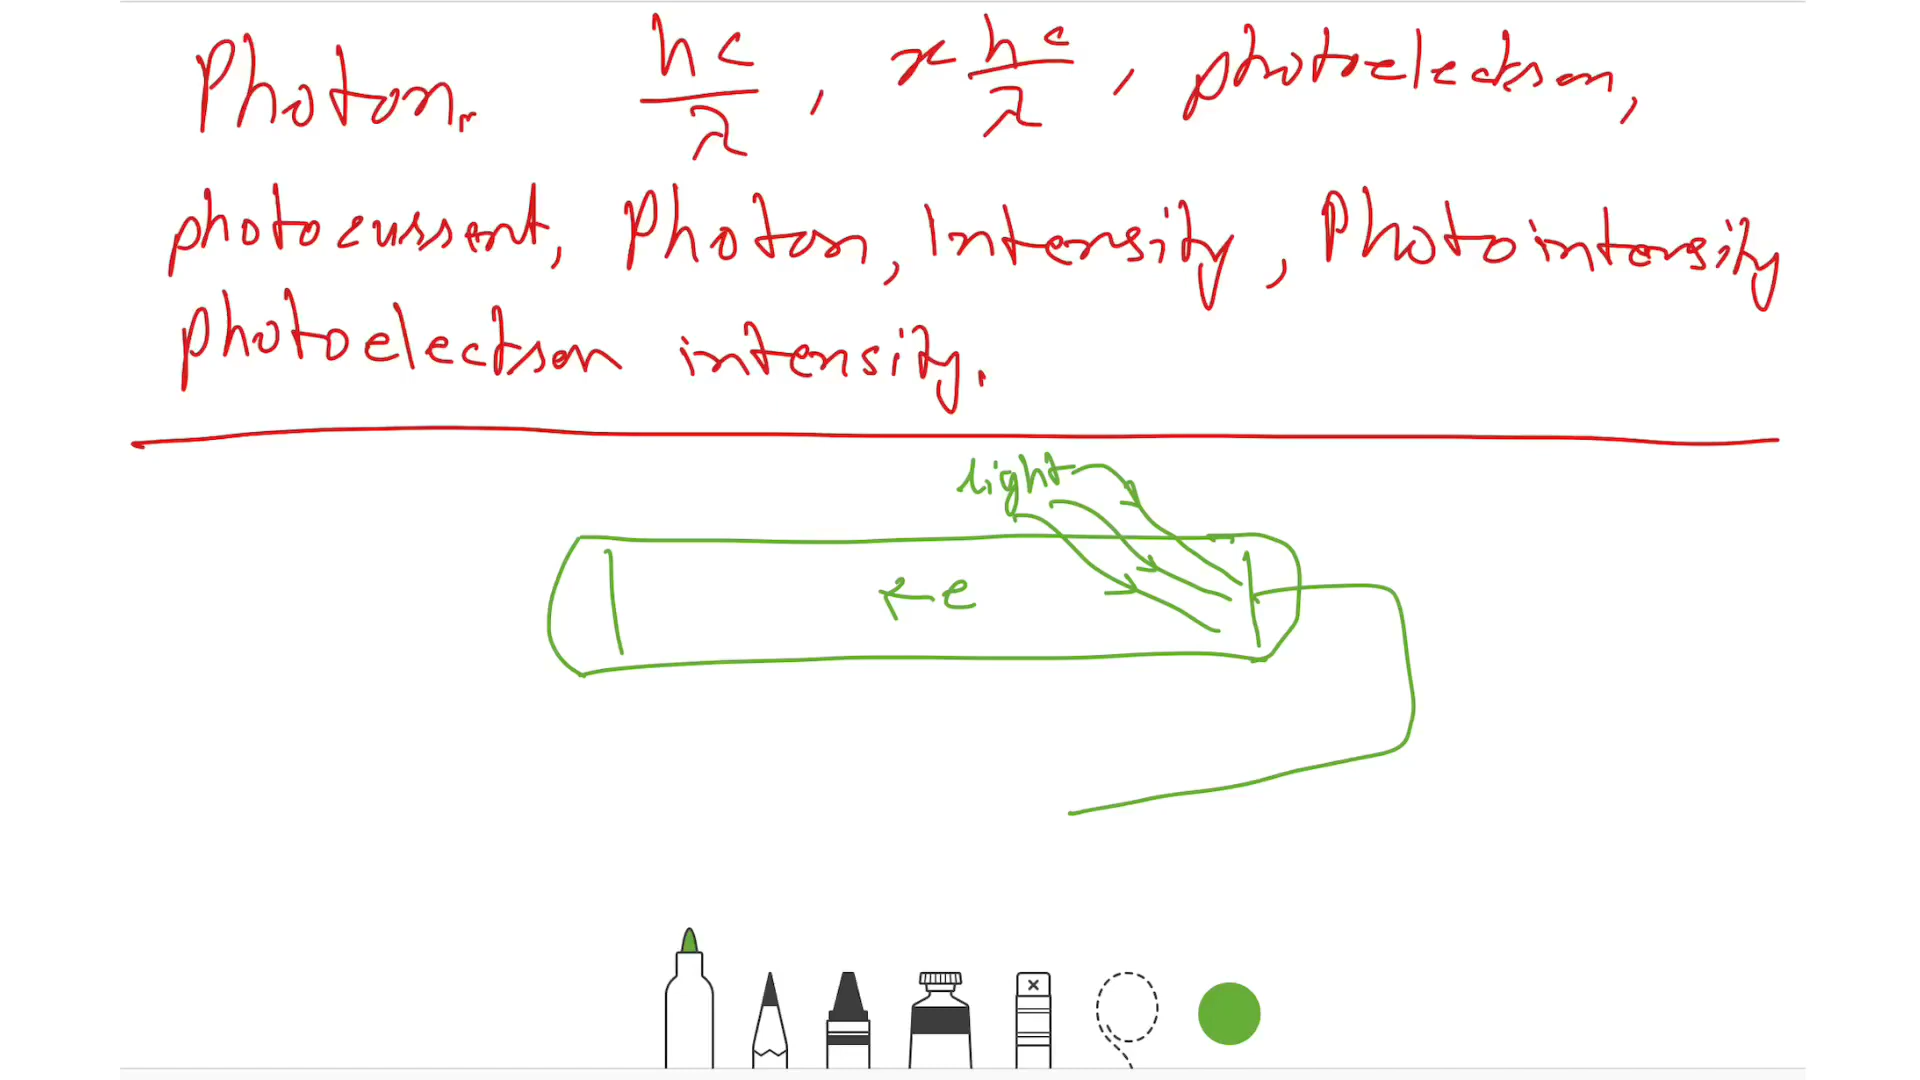 Photon. hc/λ, x hc/λ, photoelectron,
photocurrent, Photon, Intensity, Photointensity
Photoelectron intensity.
light
← e